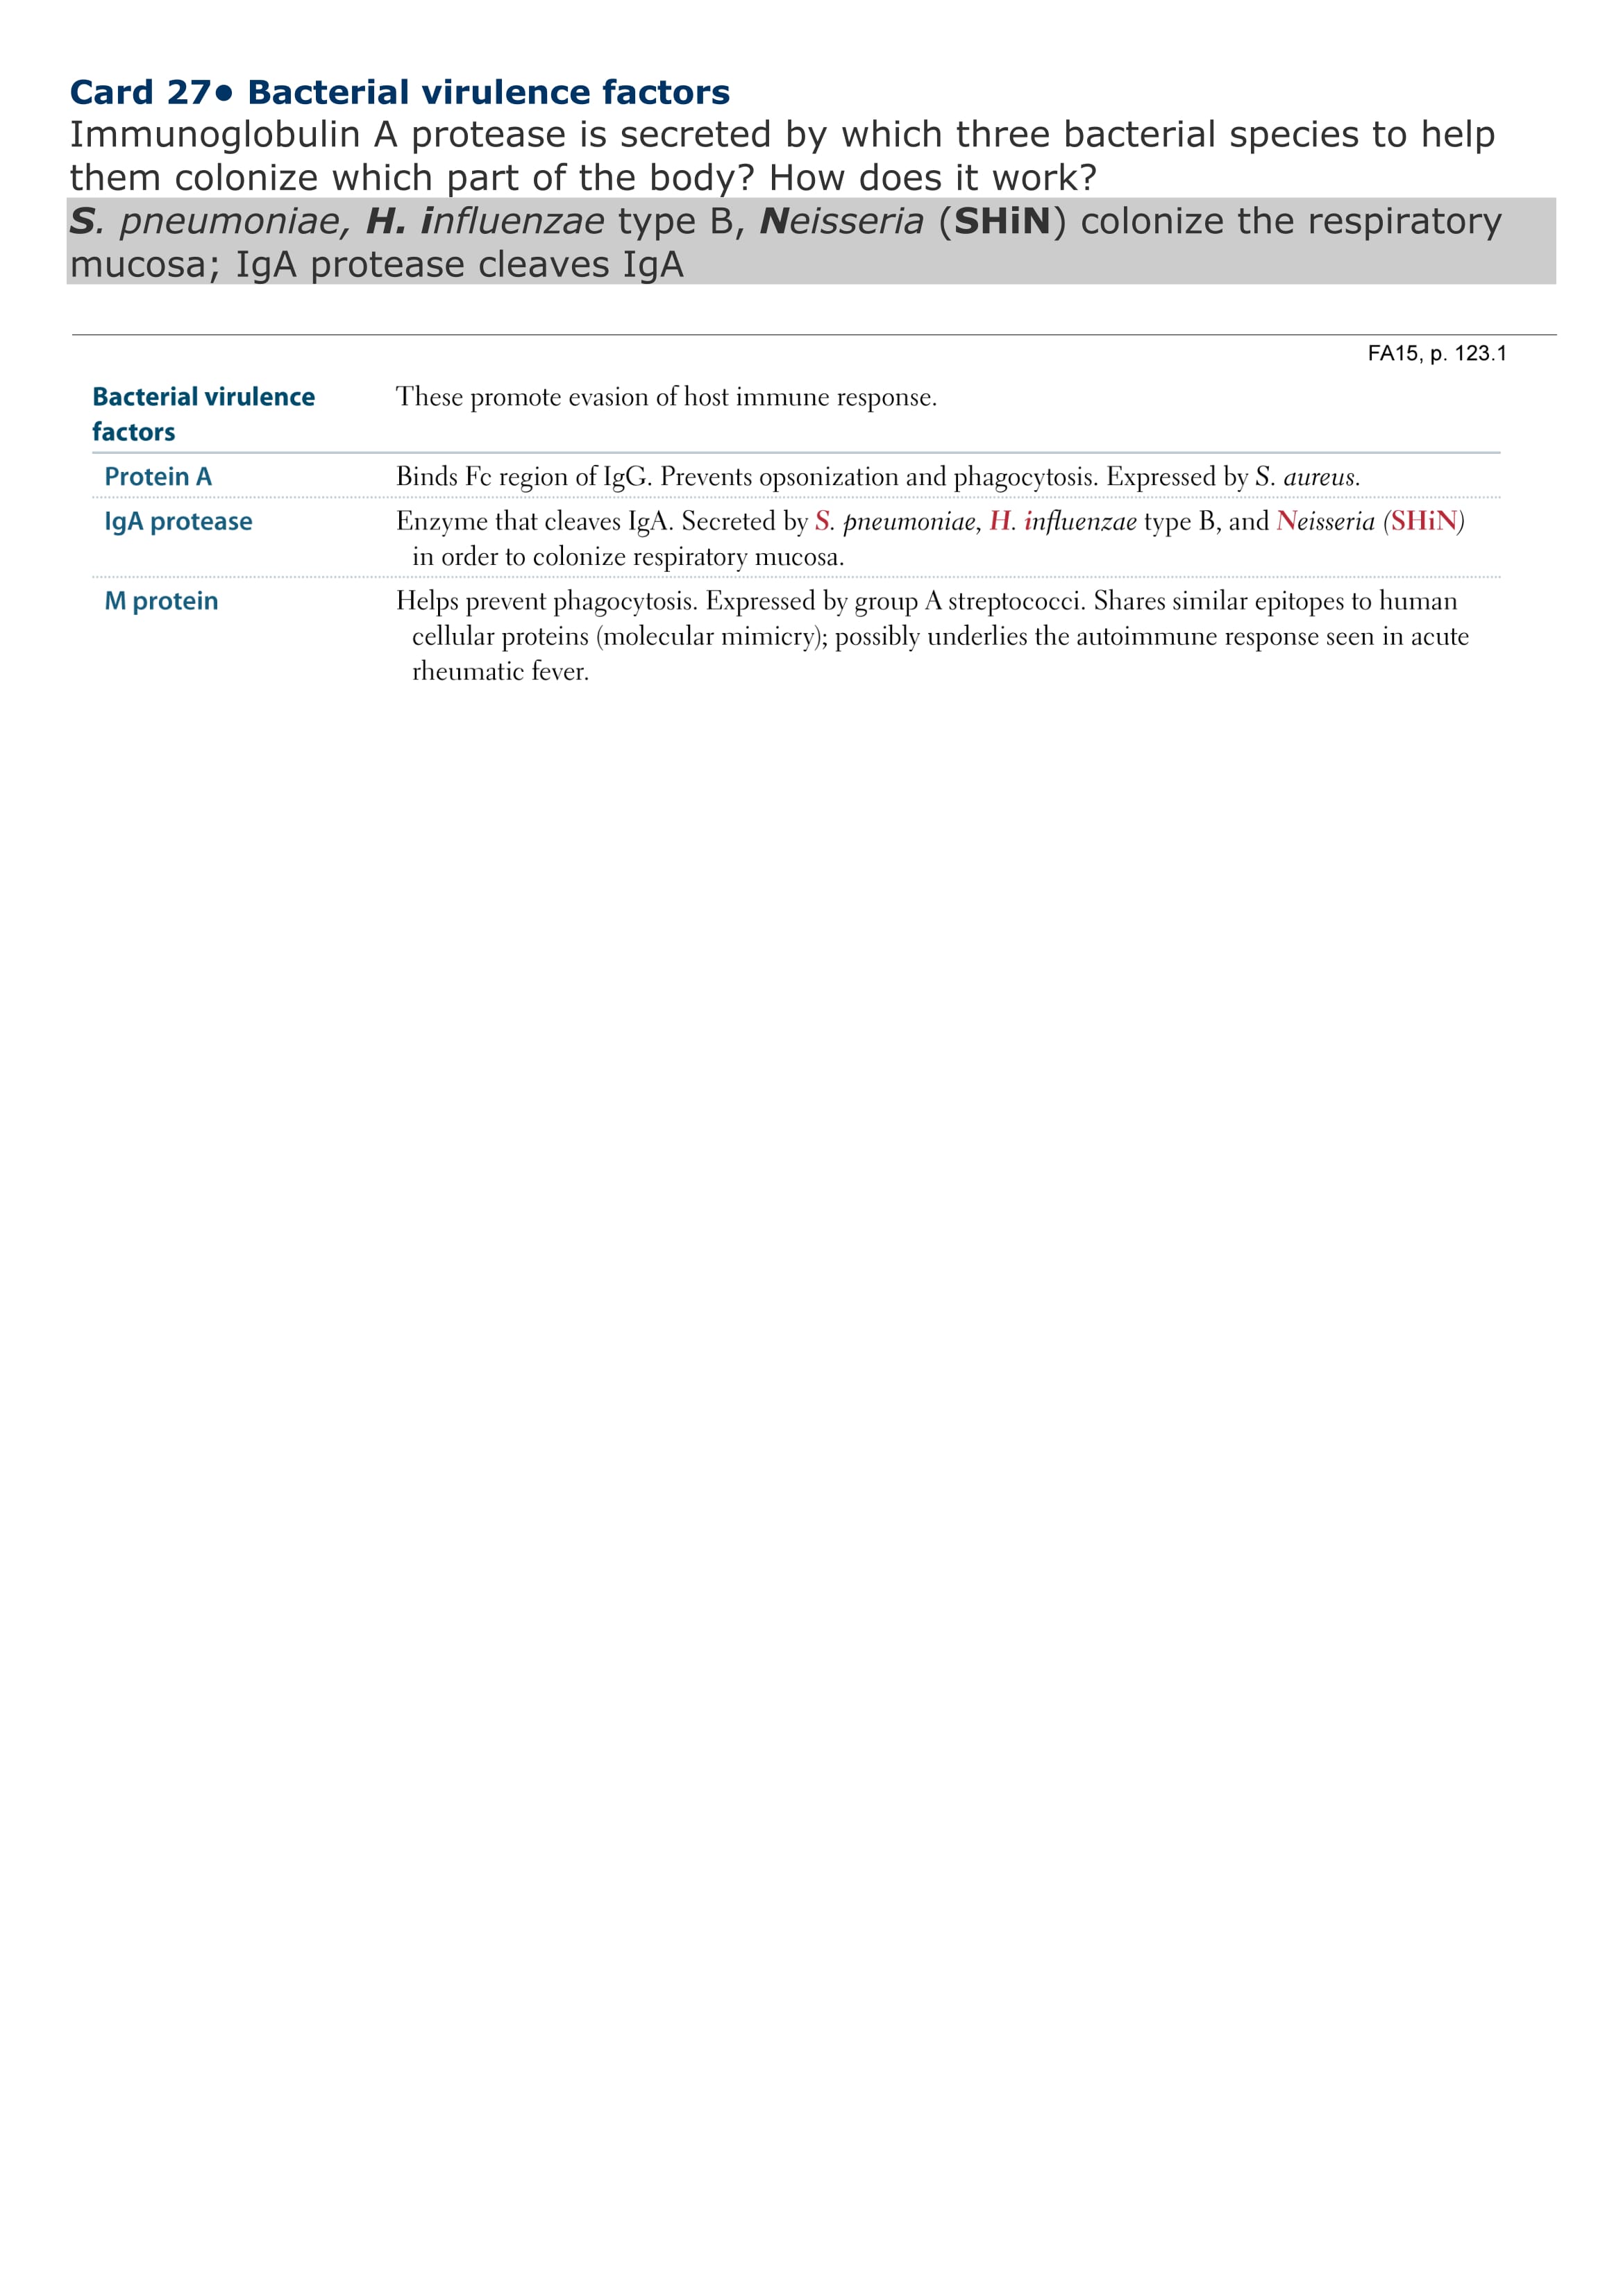 Card 27● Bacterial virulence factors
Immunoglobulin A protease is secreted by which three bacterial species to help
them colonize which part of the body? How does it work?
S. pneumoniae, H. influenzae type B, Neisseria (SHiN) colonize the respiratory
mucosa; IgA protease cleaves IgA
FA15, p. 123.1
Bacterial virulence factors
These promote evasion of host immune response.
Protein A
Binds Fc region of IgG. Prevents opsonization and phagocytosis. Expressed by S. aureus.
IgA protease
Enzyme that cleaves IgA. Secreted by S. pneumoniae, H. influenzae type B, and Neisseria (SHiN)
in order to colonize respiratory mucosa.
M protein
Helps prevent phagocytosis. Expressed by group A streptococci. Shares similar epitopes to human
cellular proteins (molecular mimicry); possibly underlies the autoimmune response seen in acute
rheumatic fever.